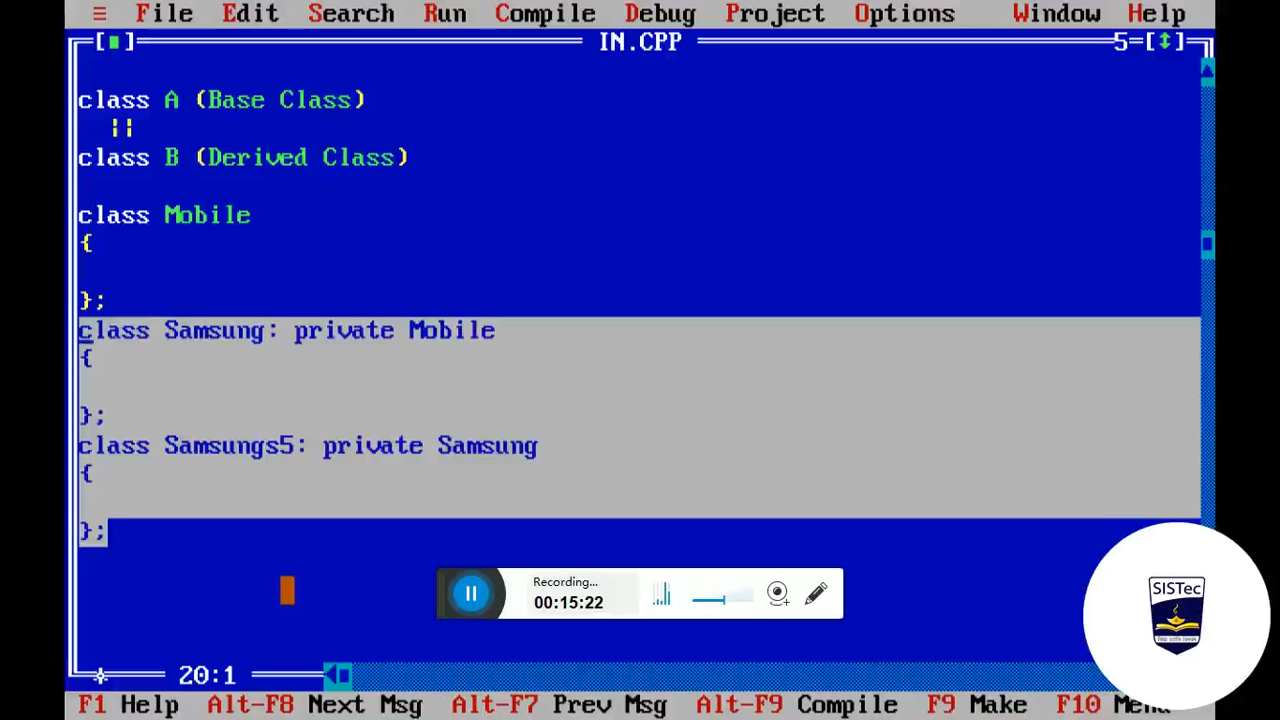 ≡ File Edit Search Run Compile Debug Project Options Window Help
[■] IN.CPP 5=[↕]
class A (Base Class)
||
class B (Derived Class)
class Mobile
{
};
class Samsung: private Mobile
{
};
class Samsungs5: private Samsung
{
};
Recording...
00:15:22
SISTec
20:1
F1 Help Alt-F8 Next Msg Alt-F7 Prev Msg Alt-F9 Compile F9 Make F10 Menu